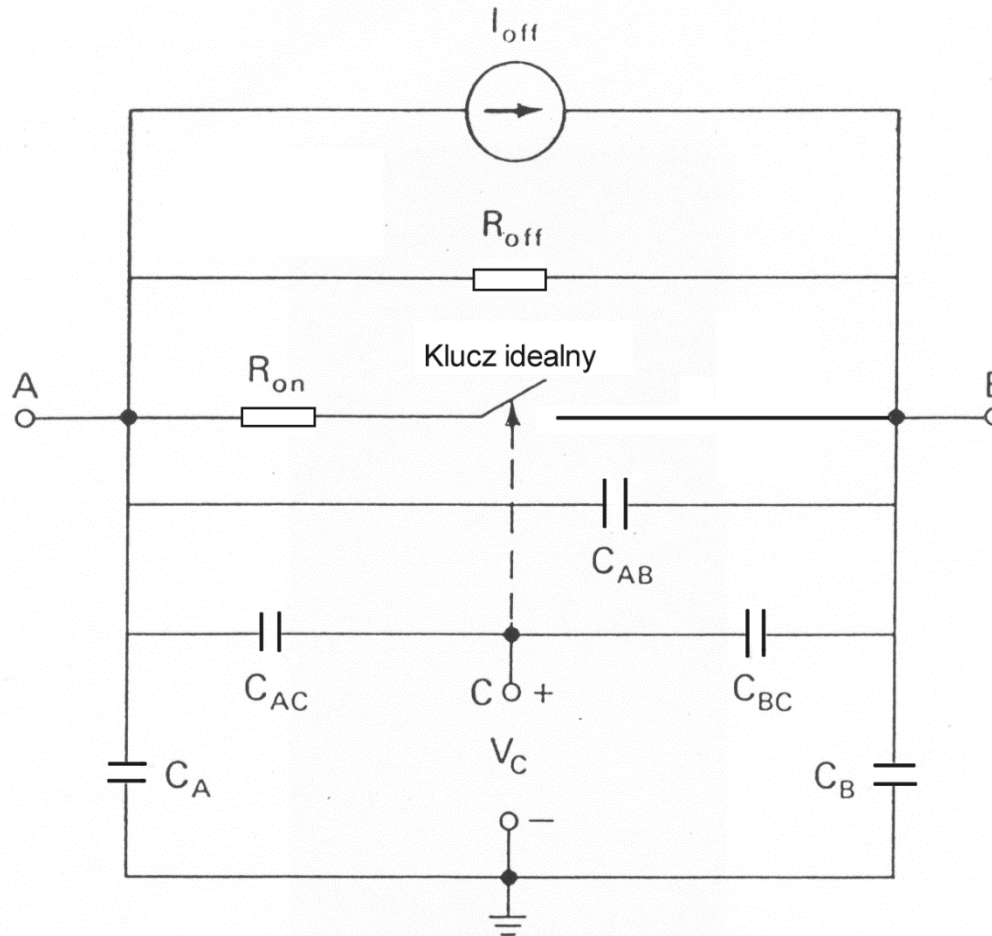 I_off
R_off
Klucz idealny
R_on
A
C_AB
C_AC
C +
C_BC
V_C
C_A
C_B
−